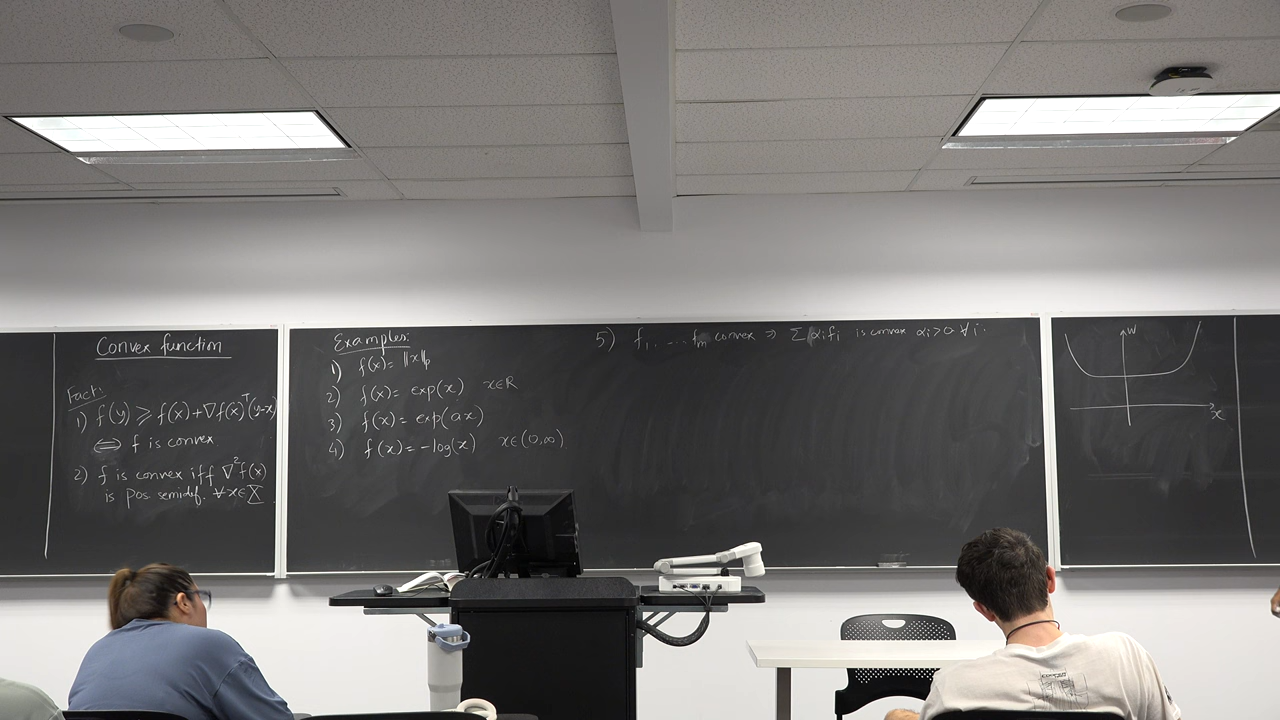 Convex function
Fact:
1) f(y) ≥ f(x)+∇f(x)ᵀ(y-x)
⇔ f is convex
2) f is convex iff ∇²f(x)
is pos. semidef. ∀x∈X
Examples:
1) f(x)= ‖x‖ₚ
2) f(x)= exp(x) x∈R
3) f(x)= exp(ax)
4) f(x)=-log(x) x∈(0,∞)
5) f₁, ..., fₘ convex ⇒ ∑ αᵢfᵢ is convex αᵢ>0 ∀i.
w
x